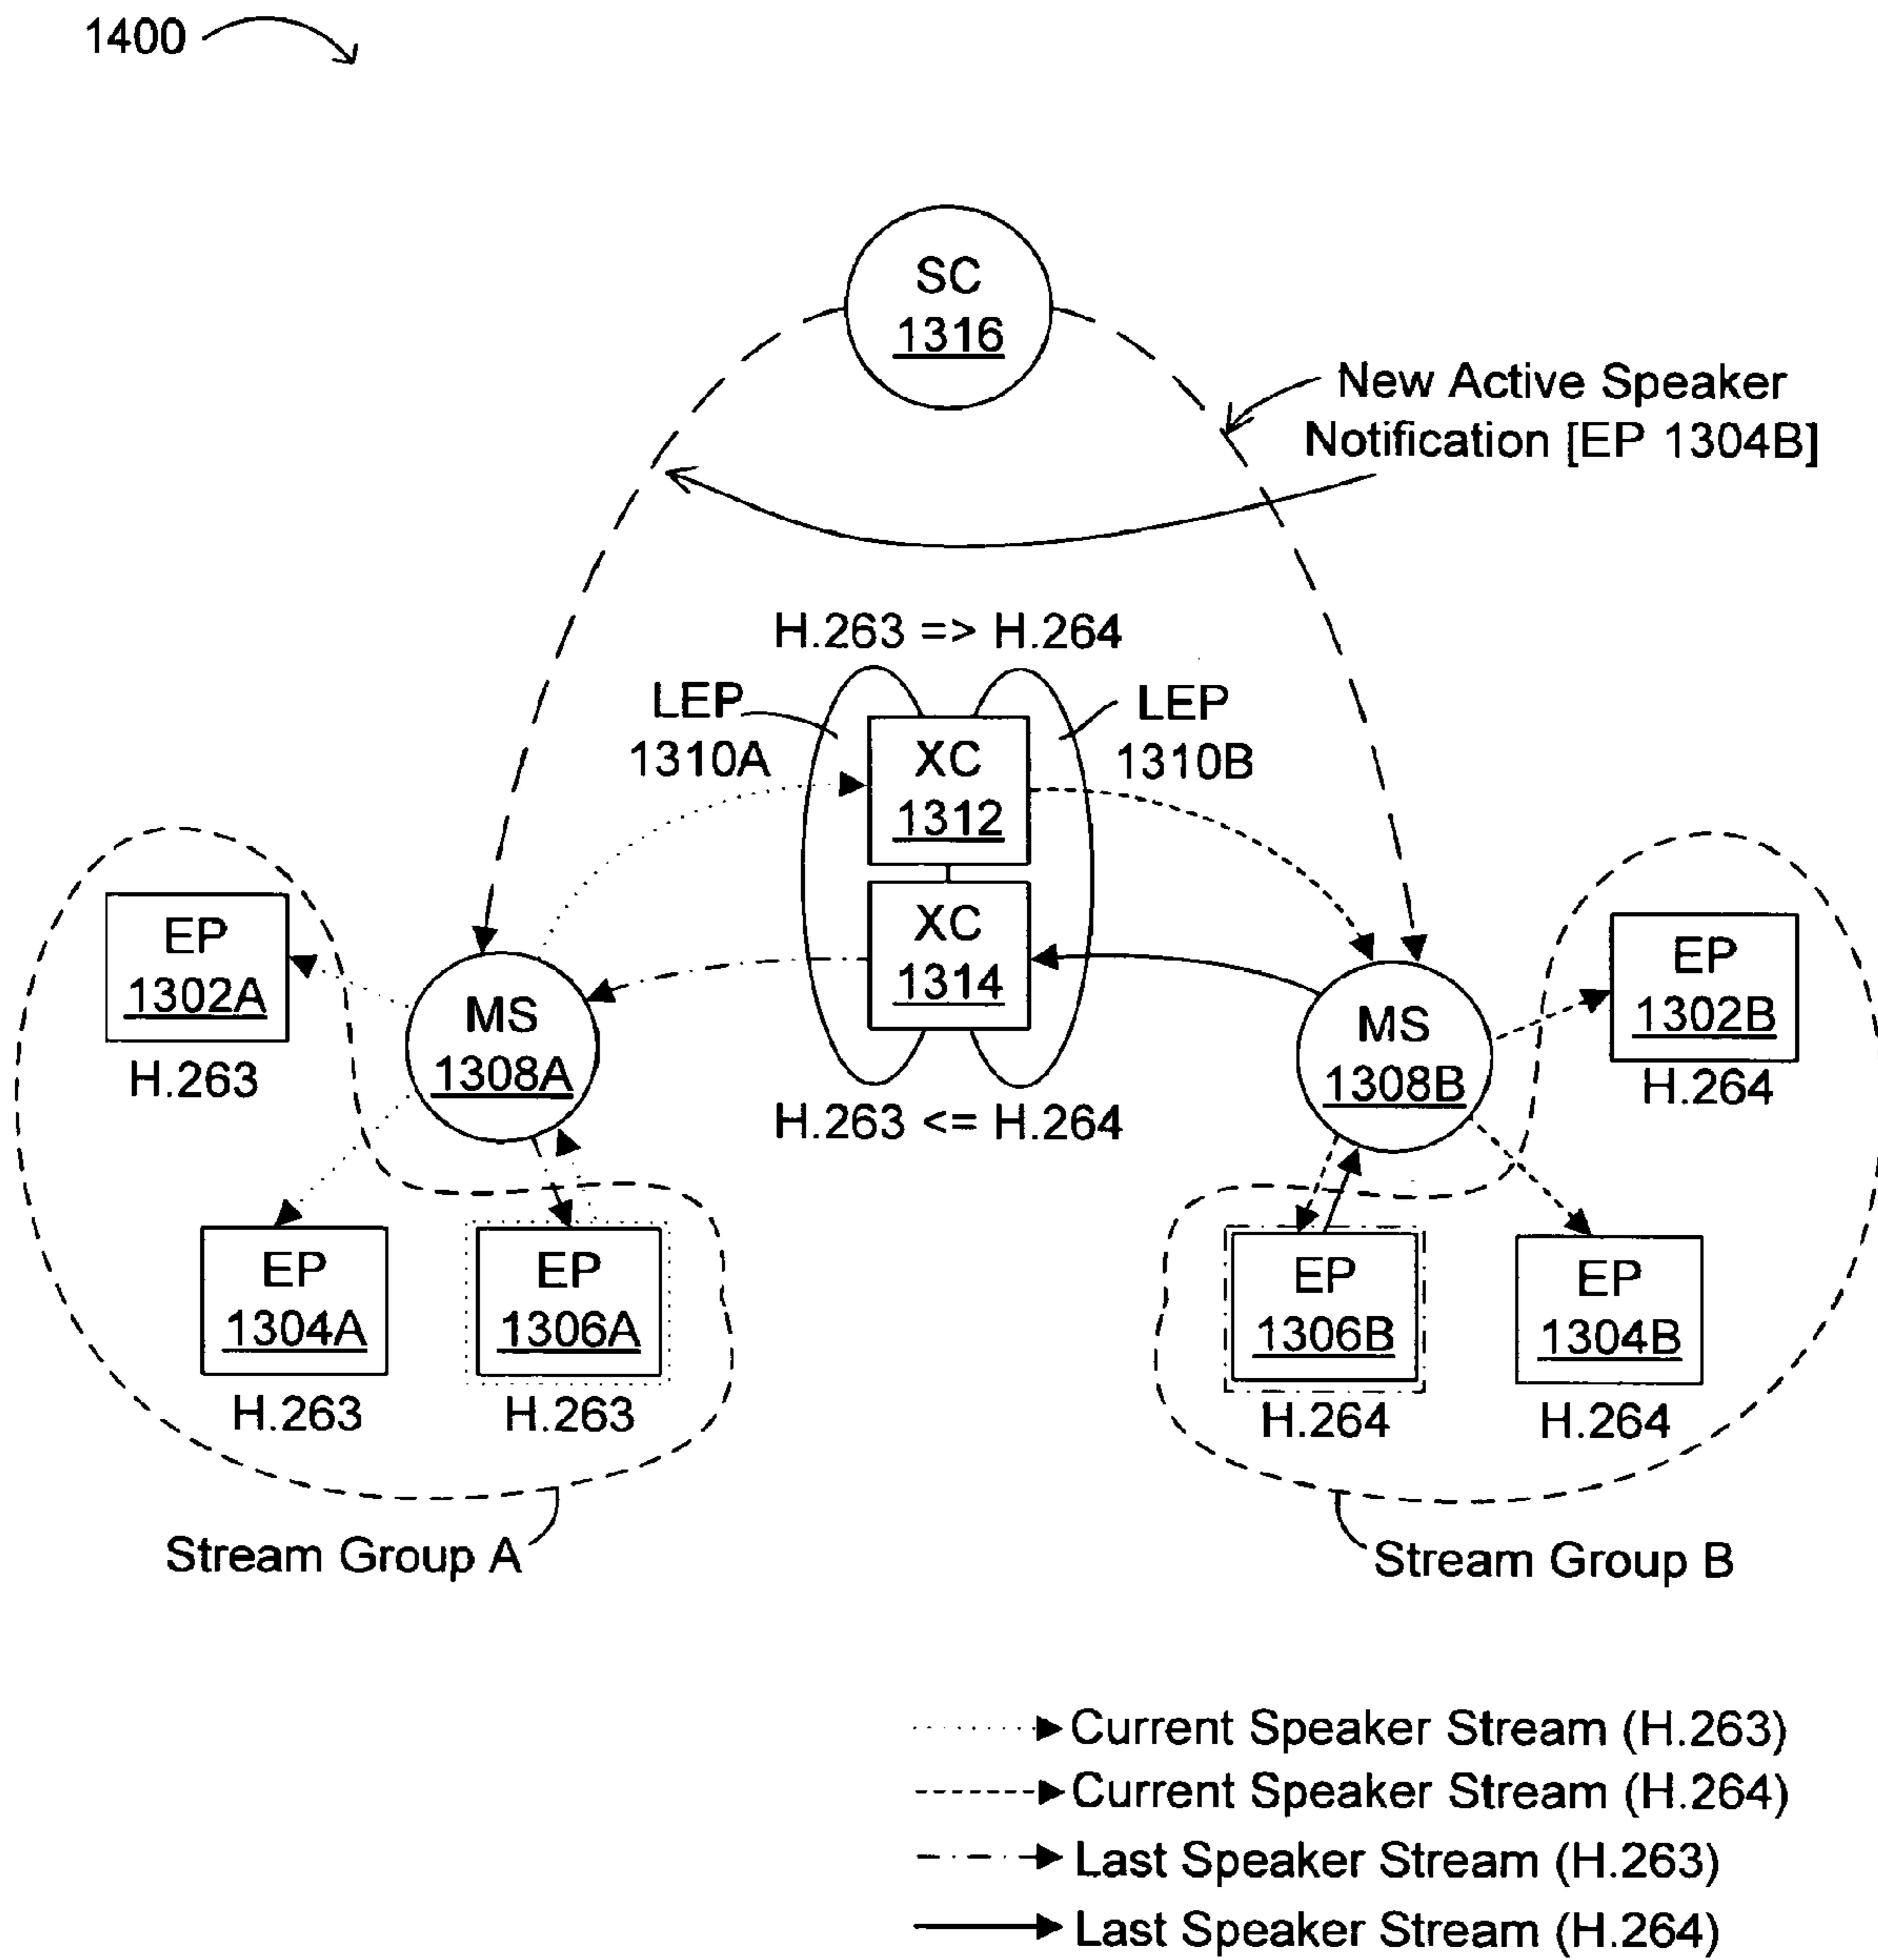 1400
SC
1316
New Active Speaker
Notification [EP 1304B]
H.263 => H.264
LEP
1310A
LEP
1310B
XC
1312
XC
1314
H.263 <= H.264
EP
1302A
H.263
MS
1308A
MS
1308B
EP
1302B
H.264
EP
1304A
H.263
EP
1306A
H.263
EP
1306B
H.264
EP
1304B
H.264
Stream Group A
Stream Group B
Current Speaker Stream (H.263)
Current Speaker Stream (H.264)
Last Speaker Stream (H.263)
Last Speaker Stream (H.264)